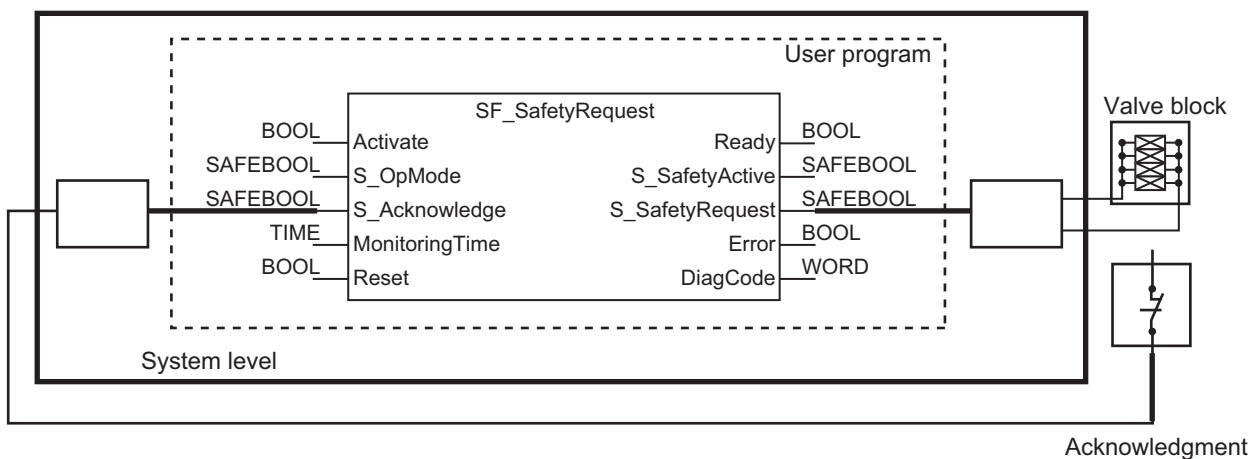 User program
SF_SafetyRequest
Valve block
BOOL Activate Ready BOOL
SAFEBOOL S_OpMode S_SafetyActive SAFEBOOL
SAFEBOOL S_Acknowledge S_SafetyRequest SAFEBOOL
TIME MonitoringTime Error BOOL
BOOL Reset DiagCode WORD
System level
Acknowledgment